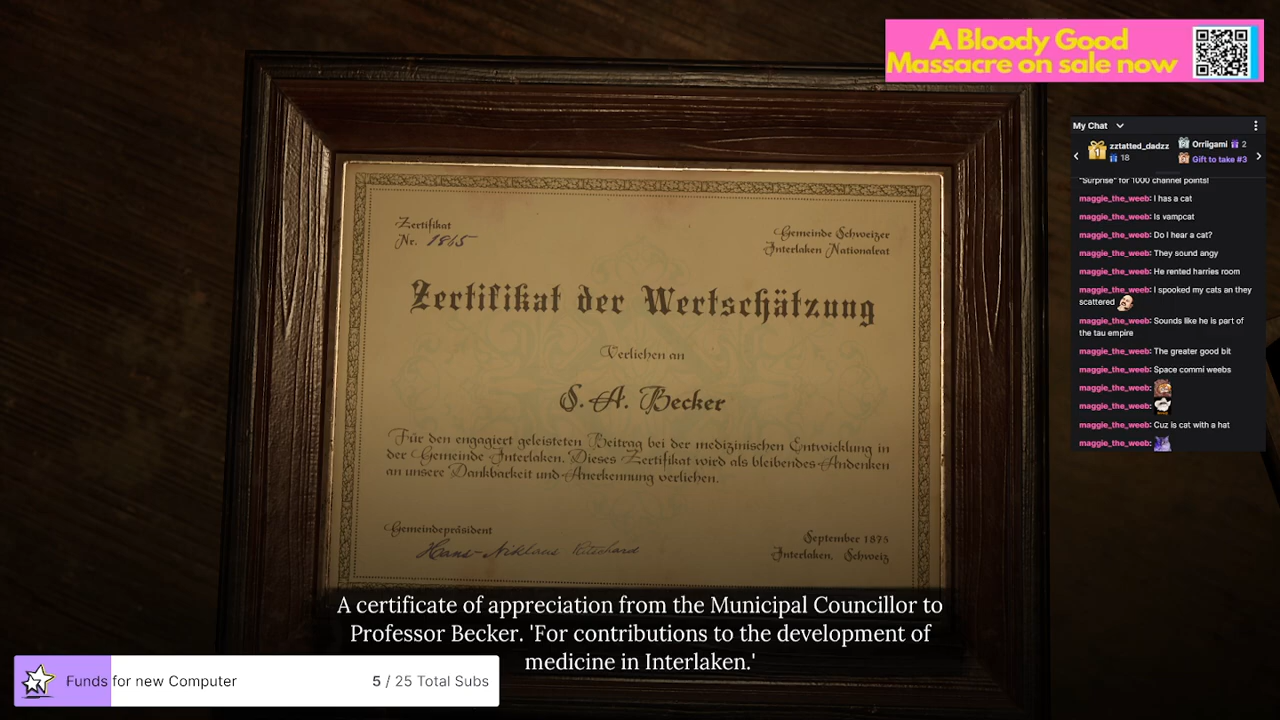 A Bloody Good
Massacre on sale now
My Chat
zztatted_dadzz
18
Orriigami 2
Gift to take #3
"Surprise" for 1000 channel points!
maggie_the_weeb: I has a cat
maggie_the_weeb: Is vampcat
maggie_the_weeb: Do I hear a cat?
maggie_the_weeb: They sound angy
maggie_the_weeb: He rented harries room
maggie_the_weeb: I spooked my cats an they
scattered
maggie_the_weeb: Sounds like he is part of
the tau empire
maggie_the_weeb: The greater good bit
maggie_the_weeb: Space commi weebs
maggie_the_weeb:
maggie_the_weeb:
maggie_the_weeb: Cuz is cat with a hat
maggie_the_weeb:
Zertifikat
Nr. 1865
Gemeinde Schweizer
Interlaken Nationalrat
Zertifikat der Wertschätzung
Verliehen an
S. A. Becker
Für den engagiert geleisteten Beitrag bei der medizinischen Entwicklung in
der Gemeinde Interlaken. Dieses Zertifikat wird als bleibendes Andenken
an unsere Dankbarkeit und Anerkennung verliehen.
Gemeindepräsident
Hans-Niklaus Ritschard
September 1875
Interlaken, Schweiz
A certificate of appreciation from the Municipal Councillor to
Professor Becker. 'For contributions to the development of
medicine in Interlaken.'
Funds for new Computer
5 / 25 Total Subs